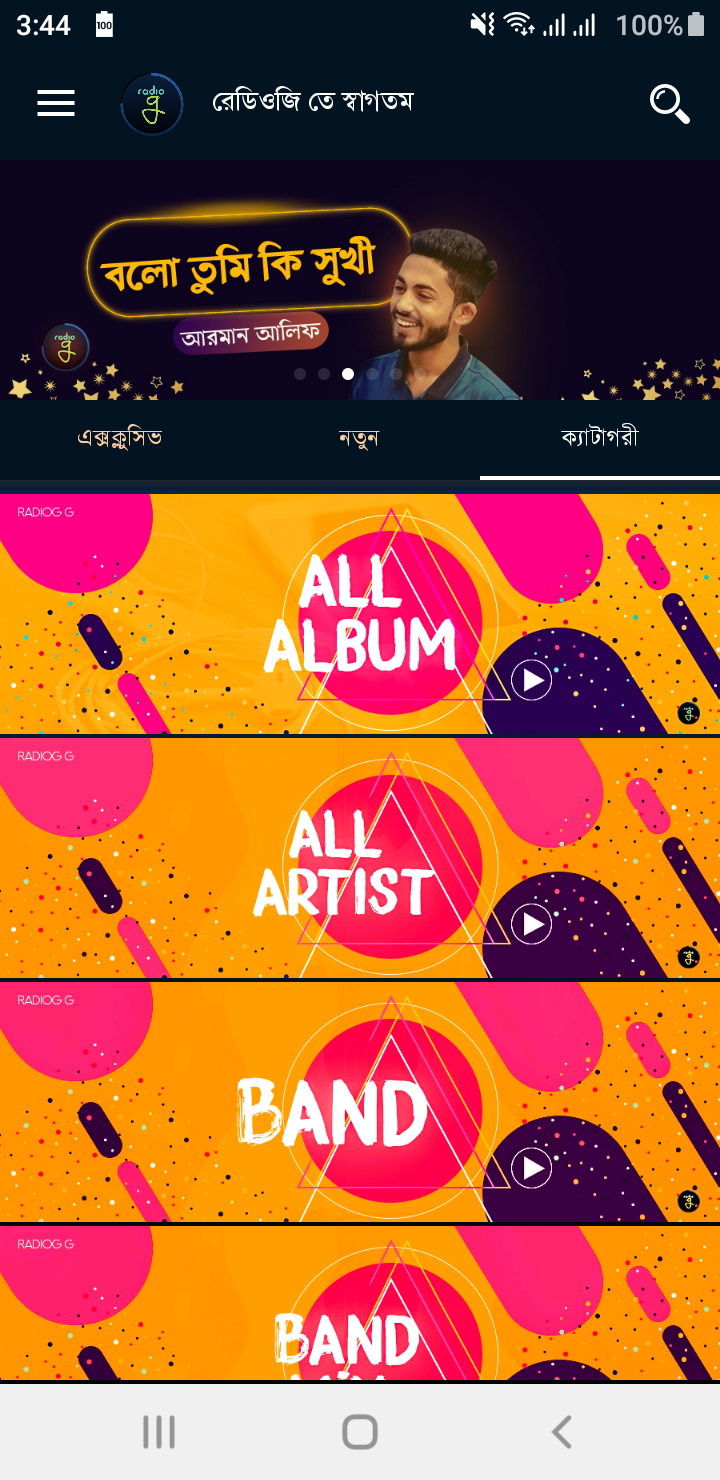 3:44
100
100%
radio
g
রেডিওজি তে স্বাগতম
বলো তুমি কি সুখী
আরমান আলিফ
radio
g
এক্সক্লুসিভ
নতুন
ক্যাটাগরী
RADIOG G
ALL
ALBUM
RADIOG G
ALL
ARTIST
RADIOG G
BAND
RADIOG G
BAND